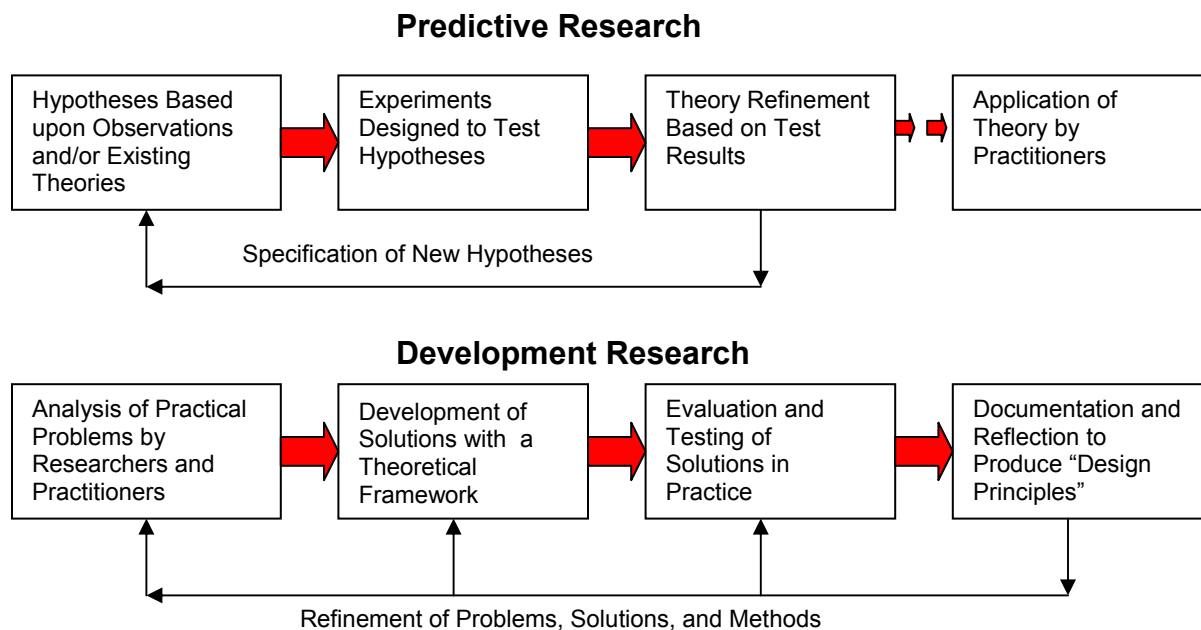 Predictive Research
Hypotheses Based
upon Observations
and/or Existing
Theories
Experiments
Designed to Test
Hypotheses
Theory Refinement
Based on Test
Results
Application of
Theory by
Practitioners
Specification of New Hypotheses
Development Research
Analysis of Practical
Problems by
Researchers and
Practitioners
Development of
Solutions with a
Theoretical
Framework
Evaluation and
Testing of
Solutions in
Practice
Documentation and
Reflection to
Produce “Design
Principles”
Refinement of Problems, Solutions, and Methods